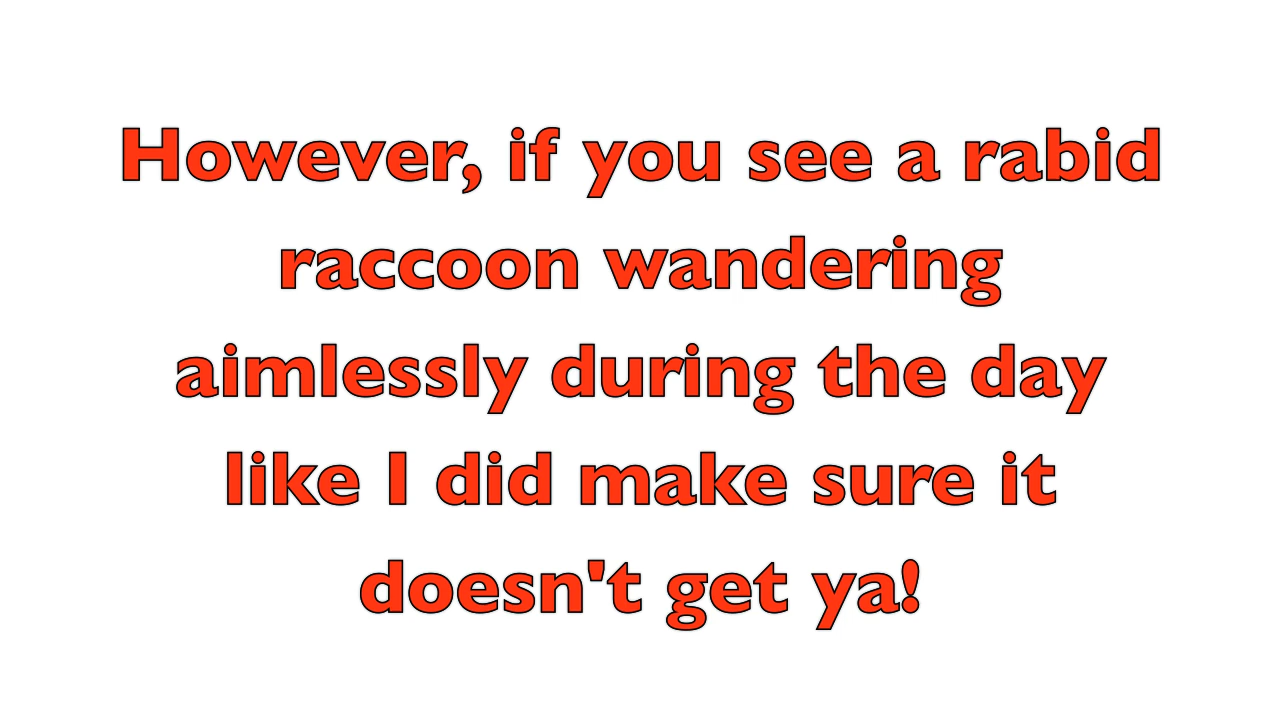 However, if you see a rabid
raccoon wandering
aimlessly during the day
like I did make sure it
doesn't get ya!